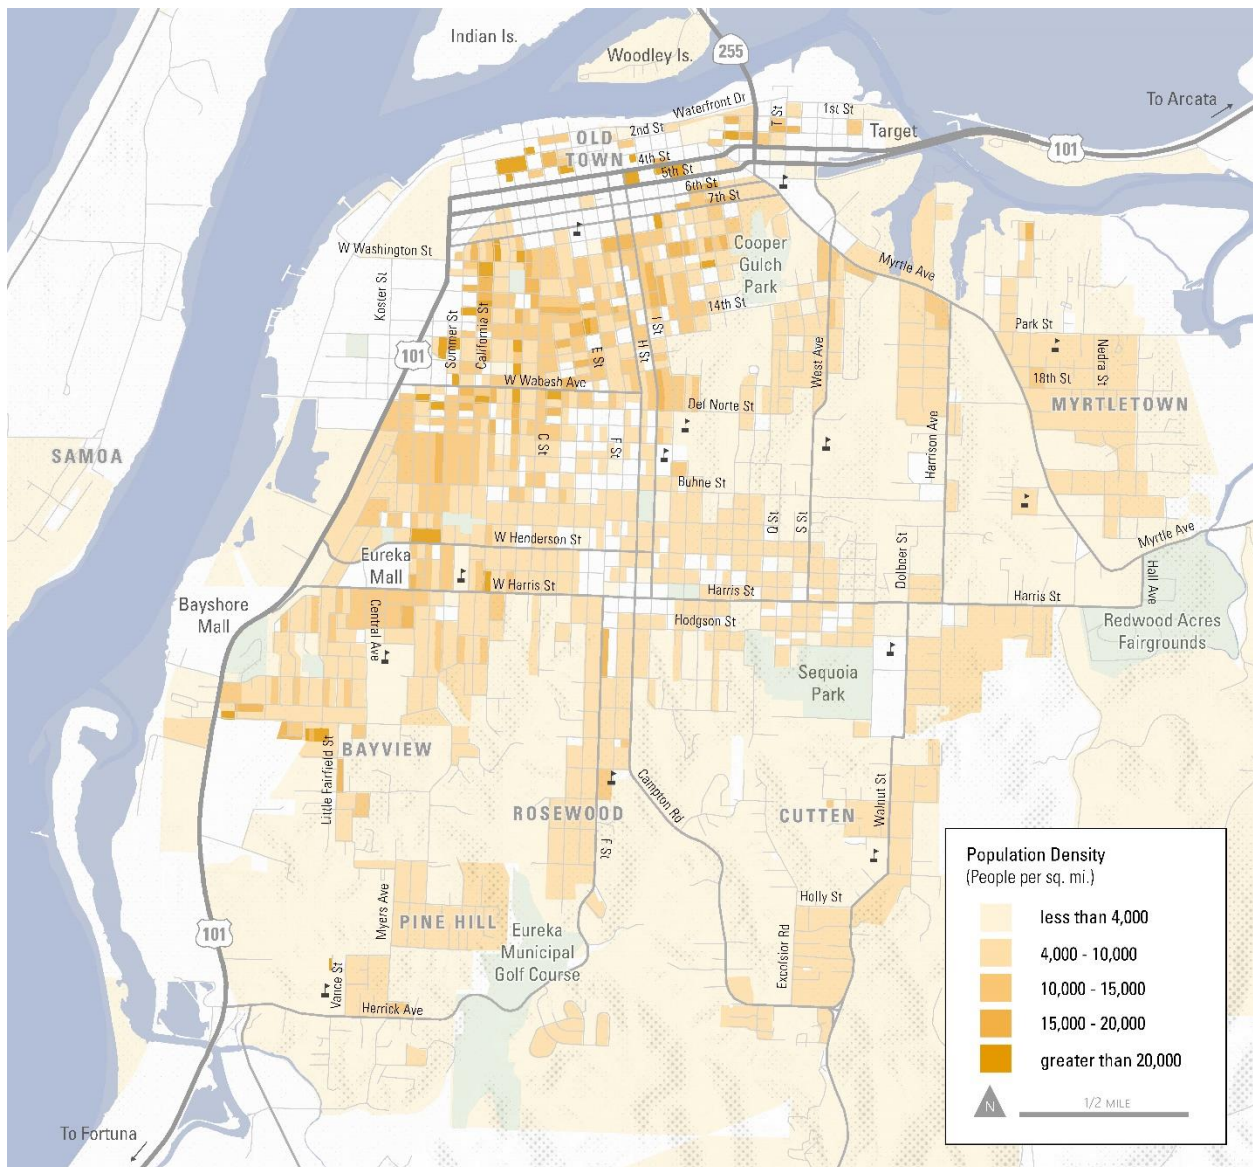 Indian Is.
Woodley Is.
255
To Arcata
Waterfront Dr
1st St
T St
2nd St
Target
OLD
TOWN
101
4th St
5th St
6th St
7th St
W Washington St
Cooper
Gulch
Park
Myrtle Ave
Koster St
14th St
Summer St
California St
I St
H St
E St
Park St
101
West Ave
Nedra St
18th St
W Wabash Ave
Del Norte St
MYRTLETOWN
SAMOA
C St
F St
Harrison Ave
Buhne St
Q St
S St
W Henderson St
Myrtle Ave
Eureka
Mall
Dolbeer St
W Harris St
Harris St
Harris St
Hall Ave
Bayshore
Mall
Central Ave
Hodgson St
Redwood Acres
Fairgrounds
Sequoia
Park
BAYVIEW
Little Fairfield St
Campton Rd
Walnut St
ROSEWOOD
CUTTEN
F St
Holly St
Myers Ave
PINE HILL
Eureka
Municipal
Golf Course
Excelsior Rd
101
Vance St
Herrick Ave
To Fortuna
Population Density
(People per sq. mi.)
less than 4,000
4,000 - 10,000
10,000 - 15,000
15,000 - 20,000
greater than 20,000
N
1/2 MILE